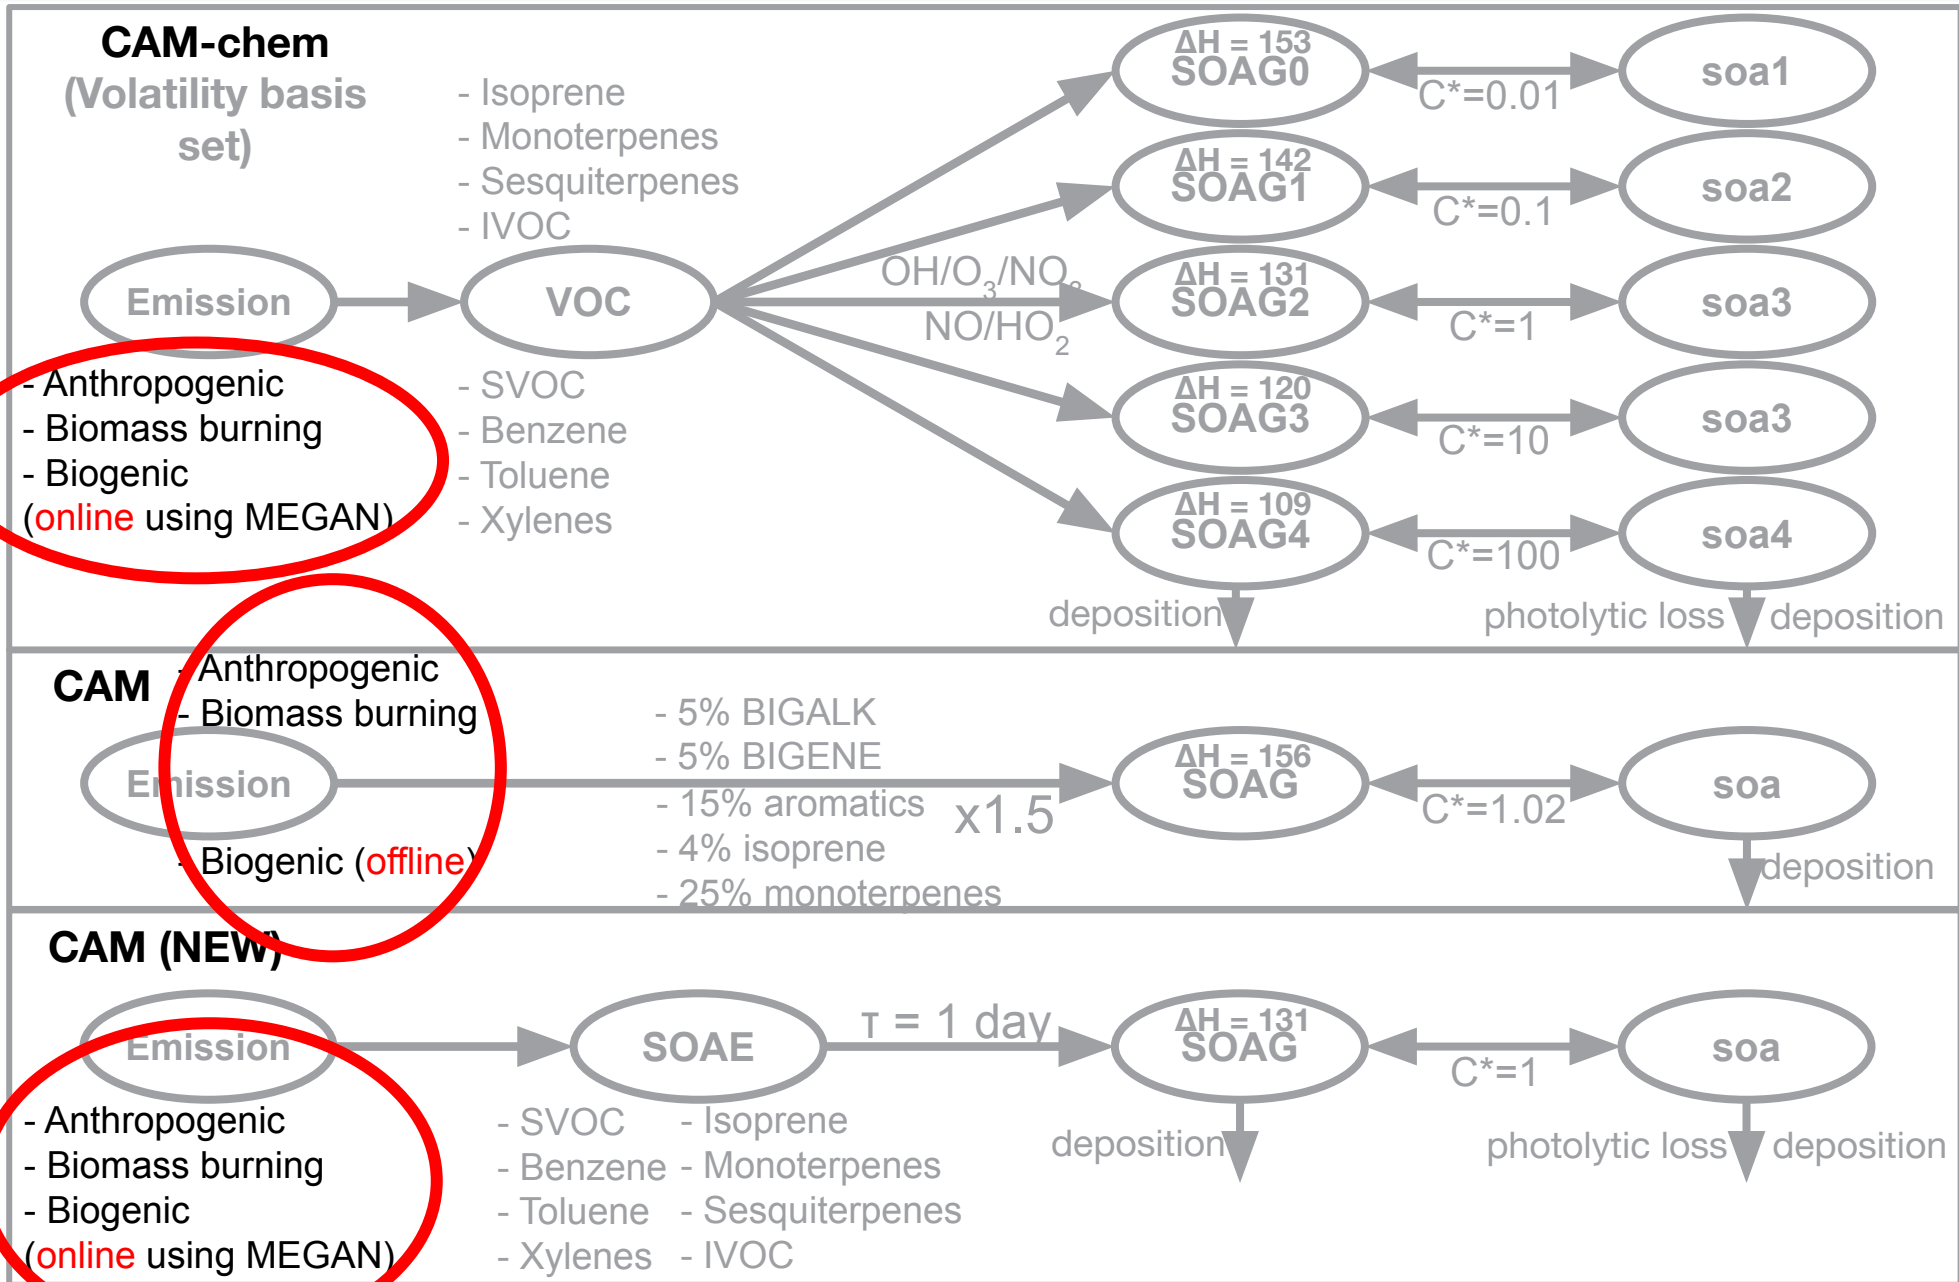 CAM-chem
(Volatility basis
set)
- Isoprene
- Monoterpenes
- Sesquiterpenes
- IVOC
Emission
VOC
- Anthropogenic
- Biomass burning
- Biogenic
(online using MEGAN)
- SVOC
- Benzene
- Toluene
- Xylenes
OH/O3/NO3
NO/HO2
ΔH = 153
SOAG0
C*=0.01
soa1
ΔH = 142
SOAG1
C*=0.1
soa2
ΔH = 131
SOAG2
C*=1
soa3
ΔH = 120
SOAG3
C*=10
soa3
ΔH = 109
SOAG4
C*=100
soa4
deposition
photolytic loss
deposition
CAM
- Anthropogenic
- Biomass burning
Emission
- Biogenic (offline)
- 5% BIGALK
- 5% BIGENE
- 15% aromatics
- 4% isoprene
- 25% monoterpenes
x1.5
ΔH = 156
SOAG
C*=1.02
soa
deposition
CAM (NEW)
Emission
- Anthropogenic
- Biomass burning
- Biogenic
(online using MEGAN)
SOAE
- SVOC
- Benzene
- Toluene
- Xylenes
- Isoprene
- Monoterpenes
- Sesquiterpenes
- IVOC
τ = 1 day
ΔH = 131
SOAG
C*=1
soa
deposition
photolytic loss
deposition